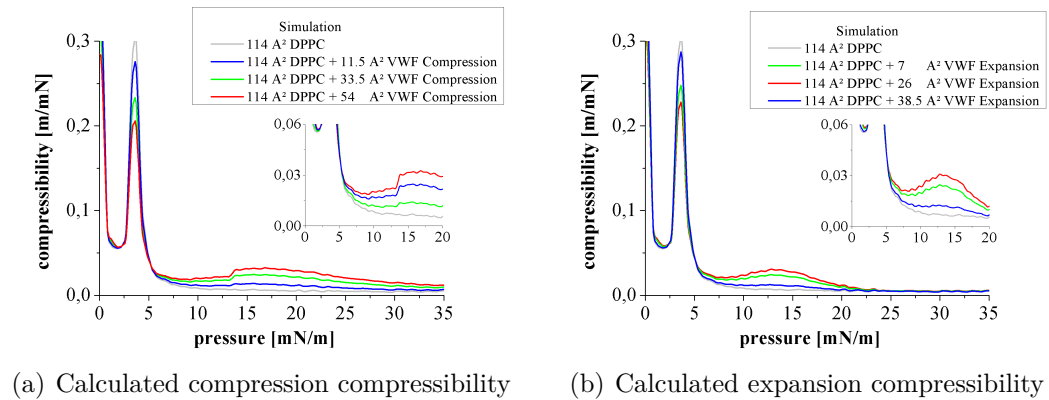 Simulation
114 A² DPPC
114 A² DPPC + 11.5 A² VWF Compression
114 A² DPPC + 33.5 A² VWF Compression
114 A² DPPC + 54 A² VWF Compression
0,3
0,2
0,1
0,0
compressibility [m/mN]
0 5 10 15 20 25 30 35
pressure [mN/m]
0,06
0,03
0,00
0 5 10 15 20
(a) Calculated compression compressibility
Simulation
114 A² DPPC
114 A² DPPC + 7 A² VWF Expansion
114 A² DPPC + 26 A² VWF Expansion
114 A² DPPC + 38.5 A² VWF Expansion
0,3
0,2
0,1
0,0
compressibility [m/mN]
0 5 10 15 20 25 30 35
pressure [mN/m]
0,06
0,03
0,00
0 5 10 15 20
(b) Calculated expansion compressibility